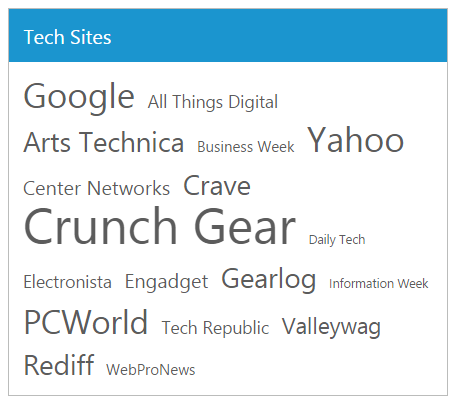 Tech Sites
Google All Things Digital
Arts Technica Business Week Yahoo
Center Networks Crave
Crunch Gear Daily Tech
Electronista Engadget Gearlog Information Week
PCWorld Tech Republic Valleywag
Rediff WebProNews